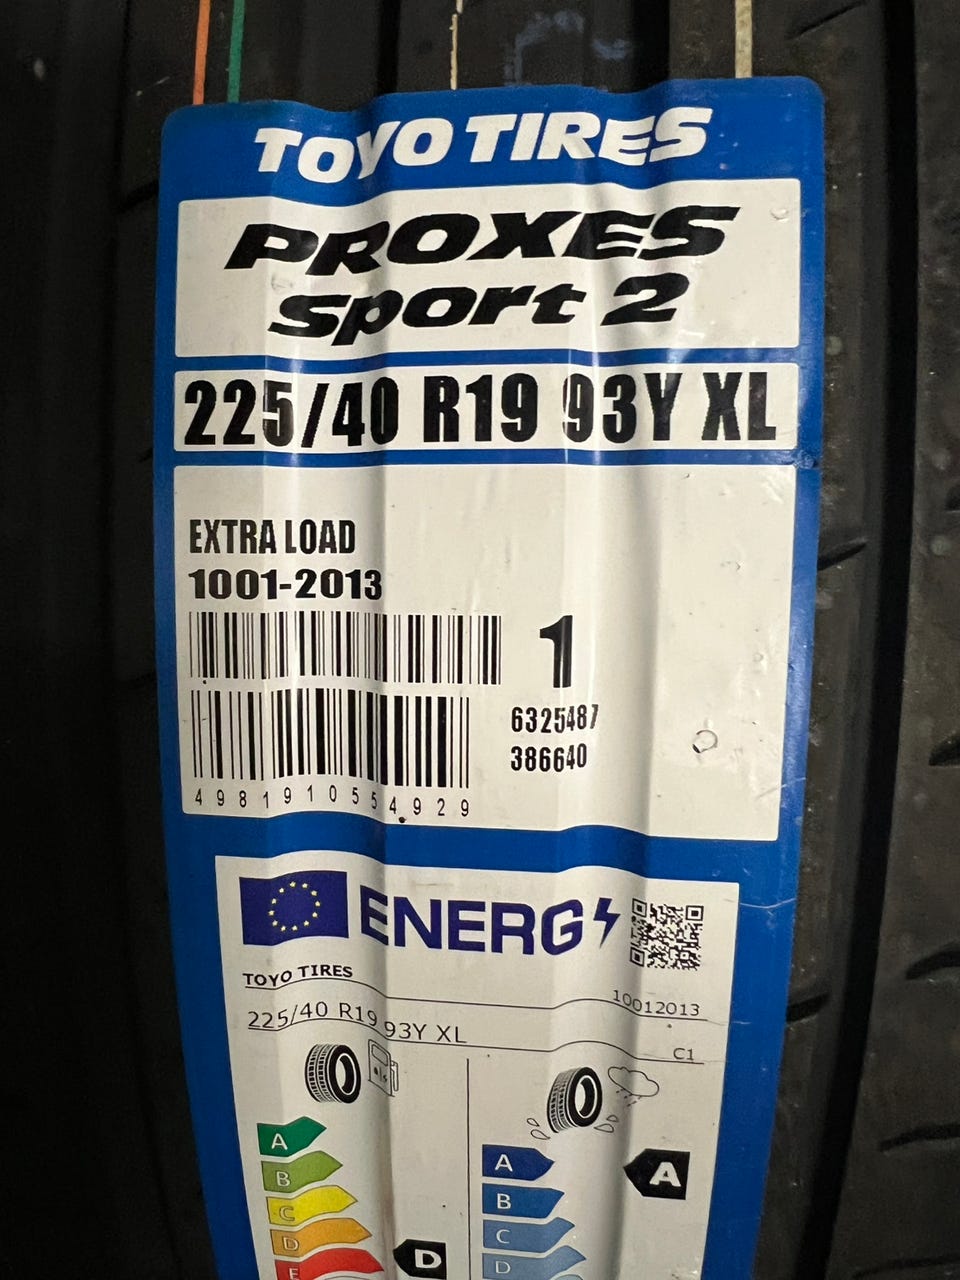 TOYO TIRES
PROXES
Sport 2
225/40 R19 93Y XL
EXTRA LOAD
1001-2013
1
6325487
386640
4981910554929
ENERG
TOYO TIRES
10012013
225/40 R19 93Y XL
C1
A
B
C
D
E
D
A
B
C
D
A